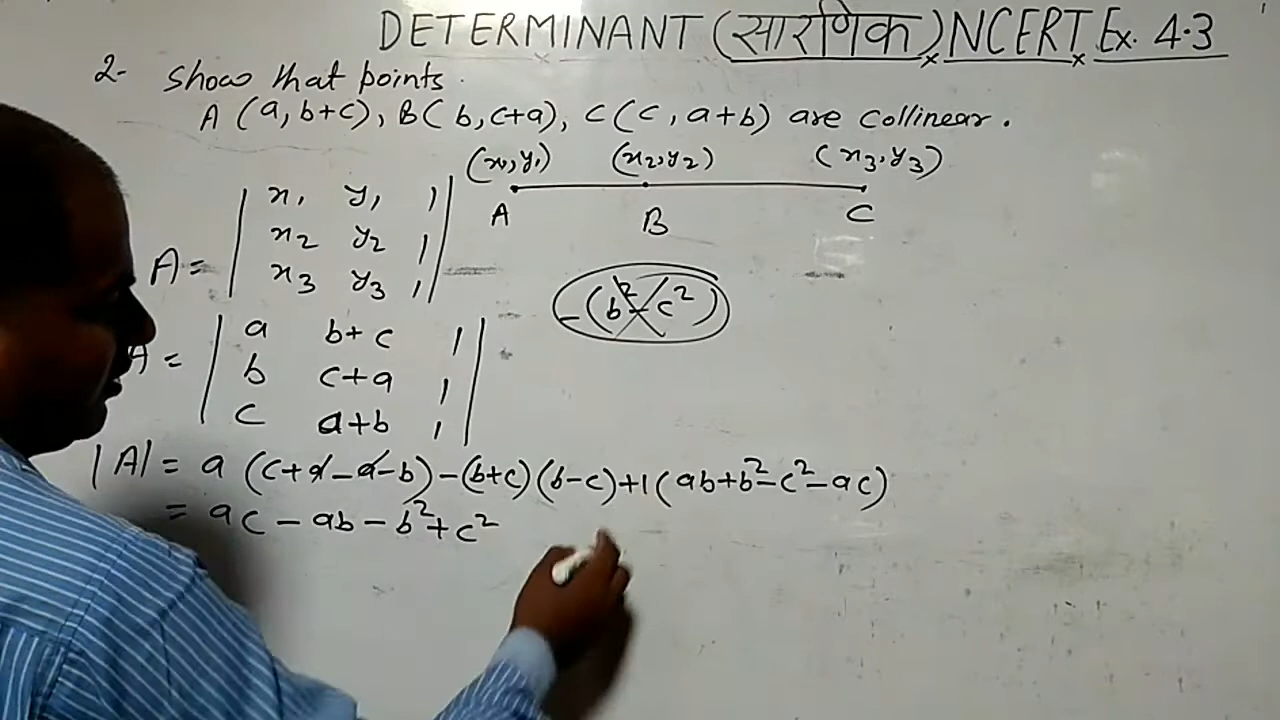 DETERMINANT (सारणिक) NCERT Ex. 4.3
2- Show that points
A (a, b+c), B( b, c+a), C (c, a+b) are collinear.
(x1, y1) (x2, y2) (x3, y3)
A B C
A = | x1 y1 1 |
| x2 y2 1 |
| x3 y3 1 |
-(b²-c²)
A = | a b+c 1 |
| b c+a 1 |
| c a+b 1 |
|A| = a (c+a-a-b) -(b+c)(b-c)+1(ab+b²-c²-ac)
= ac - ab - b²+c²